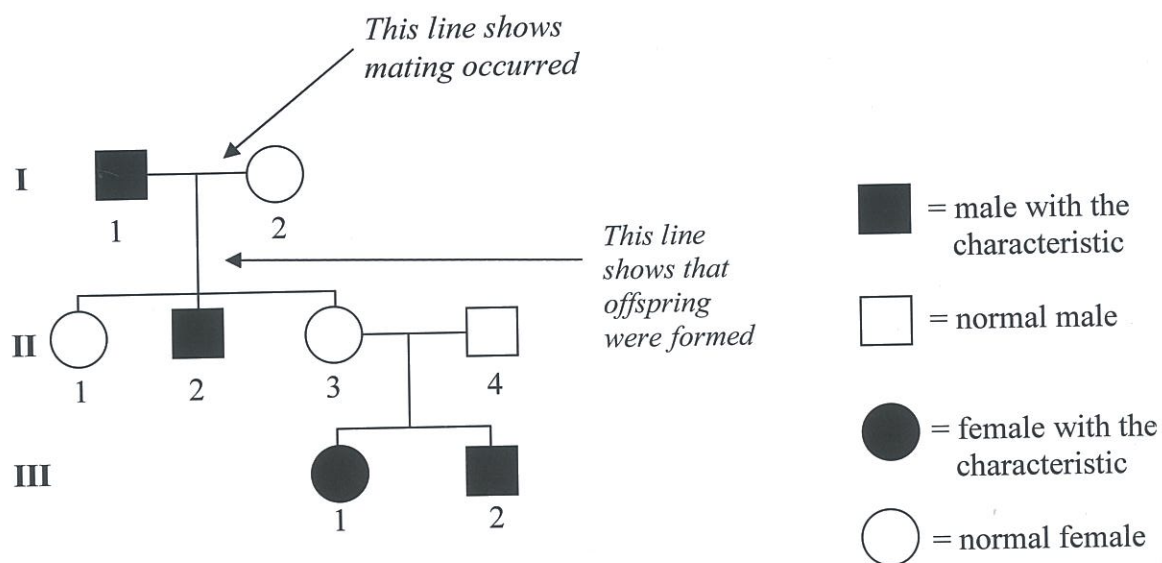 This line shows
mating occurred
I
1
2
This line
shows that
offspring
were formed
II
1
2
3
4
III
1
2
= male with the
characteristic
= normal male
= female with the
characteristic
= normal female